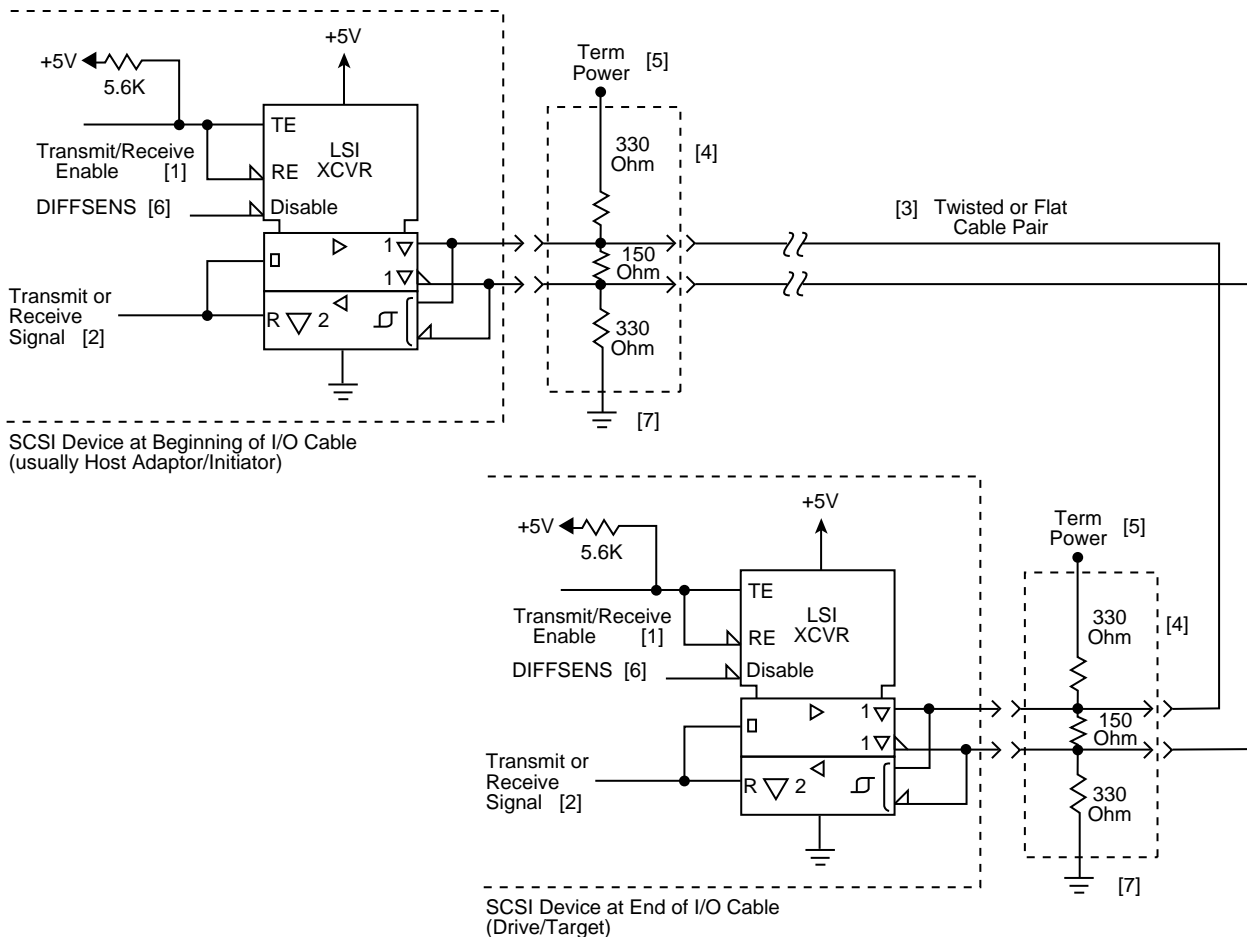 +5V
+5V
5.6K
Term
Power [5]
TE
330
Ohm
[4]
Transmit/Receive
Enable [1]
LSI
XCVR
RE
DIFFSENS [6]
Disable
[3] Twisted or Flat
Cable Pair
1
150
Ohm
1
Transmit or
Receive
Signal [2]
R 2
330
Ohm
[7]
SCSI Device at Beginning of I/O Cable
(usually Host Adaptor/Initiator)
+5V
+5V
5.6K
Term
Power [5]
TE
330
Ohm
[4]
Transmit/Receive
Enable [1]
LSI
XCVR
RE
DIFFSENS [6]
Disable
1
150
Ohm
1
Transmit or
Receive
Signal [2]
R 2
330
Ohm
[7]
SCSI Device at End of I/O Cable
(Drive/Target)